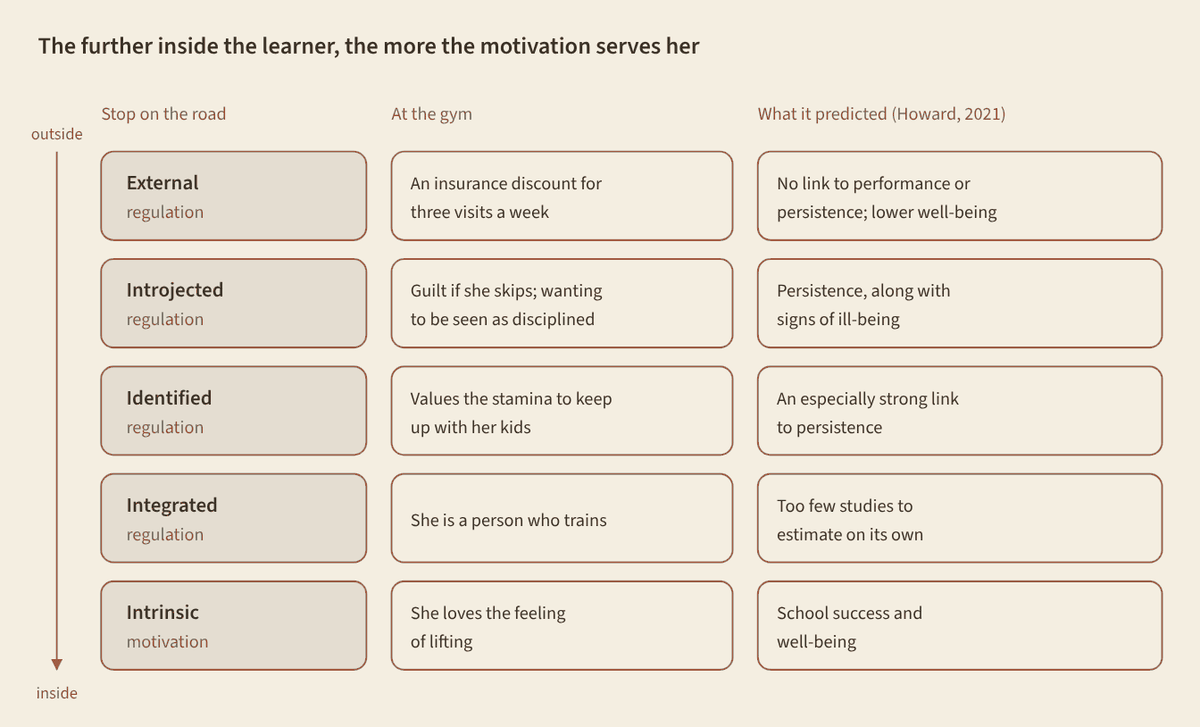 The further inside the learner, the more the motivation serves her
Stop on the road
At the gym
What it predicted (Howard, 2021)
outside
External
regulation
An insurance discount for
three visits a week
No link to performance or
persistence; lower well-being
Introjected
regulation
Guilt if she skips; wanting
to be seen as disciplined
Persistence, along with
signs of ill-being
Identified
regulation
Values the stamina to keep
up with her kids
An especially strong link
to persistence
Integrated
regulation
She is a person who trains
Too few studies to
estimate on its own
Intrinsic
motivation
She loves the feeling
of lifting
School success and
well-being
inside